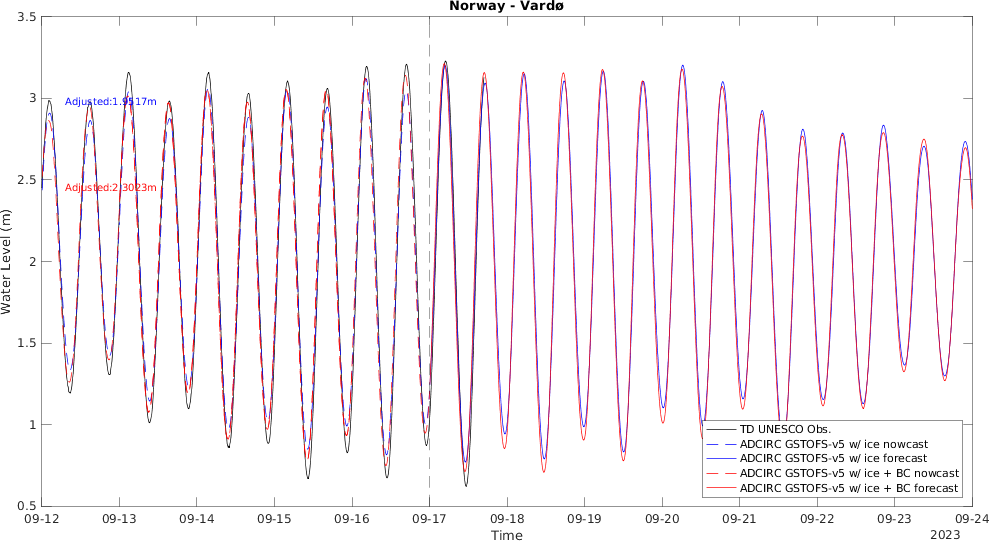 Norway - Vardø
3.5
3
2.5
2
1.5
1
0.5
Water Level (m)
Adjusted:1.9517m
Adjusted:2.3023m
TD UNESCO Obs.
ADCIRC GSTOFS-v5 w/ ice nowcast
ADCIRC GSTOFS-v5 w/ ice forecast
ADCIRC GSTOFS-v5 w/ ice + BC nowcast
ADCIRC GSTOFS-v5 w/ ice + BC forecast
09-12 09-13 09-14 09-15 09-16 09-17 09-18 09-19 09-20 09-21 09-22 09-23 09-24
Time
2023